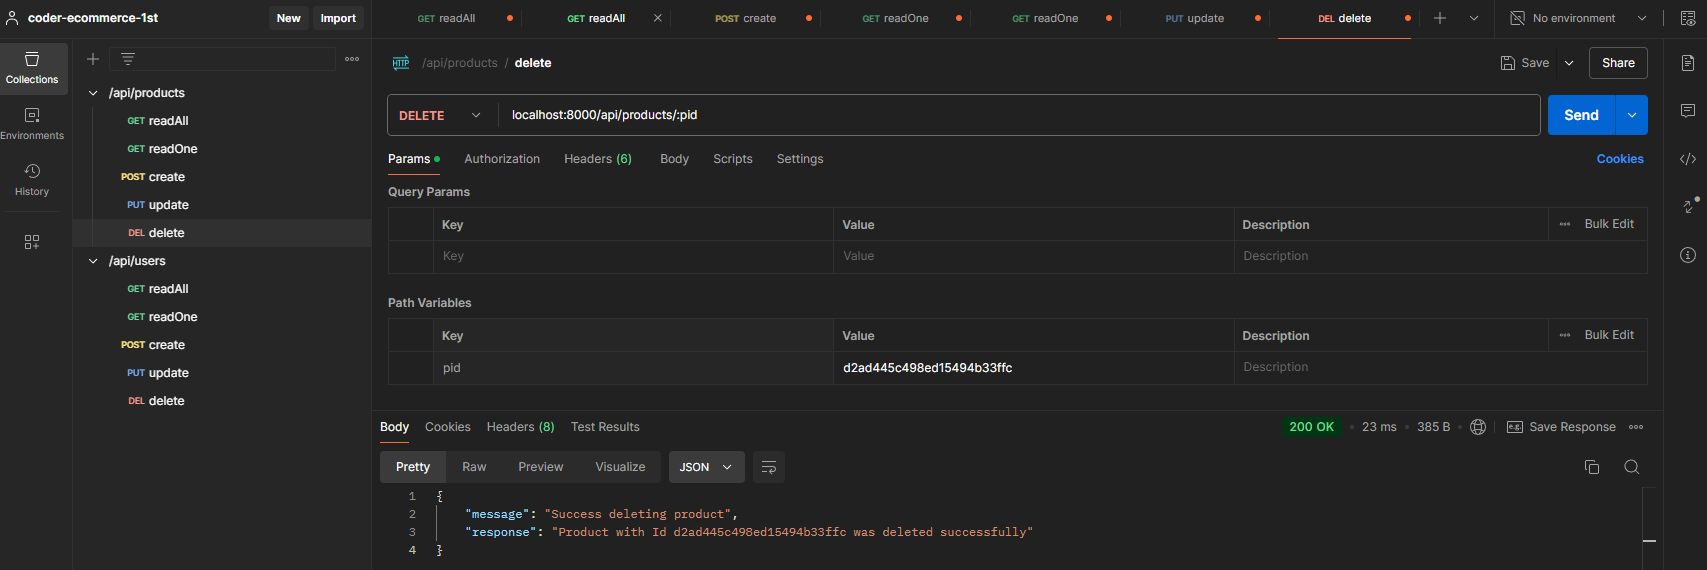 coder-ecommerce-1st New Import GET readAll GET readAll POST create GET readOne GET readOne PUT update DEL delete No environment
Collections
Environments
History
/api/products
GET readAll
GET readOne
POST create
PUT update
DEL delete
/api/users
GET readAll
GET readOne
POST create
PUT update
DEL delete
HTTP /api/products / delete Save Share
DELETE localhost:8000/api/products/:pid Send
Params Authorization Headers (6) Body Scripts Settings Cookies
Query Params
Key Value Description Bulk Edit
Key Value Description
Path Variables
Key Value Description Bulk Edit
pid d2ad445c498ed15494b33ffc Description
Body Cookies Headers (8) Test Results 200 OK 23 ms 385 B e.g. Save Response
Pretty Raw Preview Visualize JSON
1 {
2 "message": "Success deleting product",
3 "response": "Product with Id d2ad445c498ed15494b33ffc was deleted successfully"
4 }